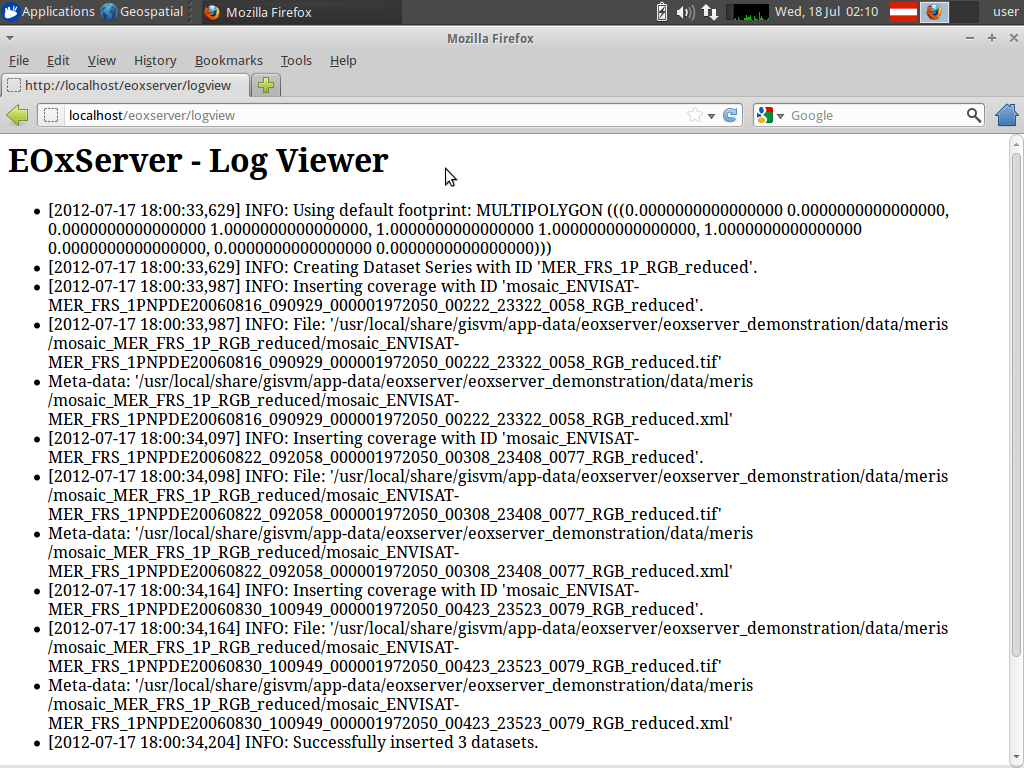 Applications Geospatial Mozilla Firefox Wed, 18 Jul 02:10 user
Mozilla Firefox
File Edit View History Bookmarks Tools Help
http://localhost/eoxserver/logview
localhost/eoxserver/logview Google
EOxServer - Log Viewer
• [2012-07-17 18:00:33,629] INFO: Using default footprint: MULTIPOLYGON (((0.0000000000000000 0.0000000000000000,
0.0000000000000000 1.0000000000000000, 1.0000000000000000 1.0000000000000000, 1.0000000000000000
0.0000000000000000, 0.0000000000000000 0.0000000000000000)))
• [2012-07-17 18:00:33,629] INFO: Creating Dataset Series with ID 'MER_FRS_1P_RGB_reduced'.
• [2012-07-17 18:00:33,987] INFO: Inserting coverage with ID 'mosaic_ENVISAT-
MER_FRS_1PNPDE20060816_090929_000001972050_00222_23322_0058_RGB_reduced'.
• [2012-07-17 18:00:33,987] INFO: File: '/usr/local/share/gisvm/app-data/eoxserver/eoxserver_demonstration/data/meris
/mosaic_MER_FRS_1P_RGB_reduced/mosaic_ENVISAT-
MER_FRS_1PNPDE20060816_090929_000001972050_00222_23322_0058_RGB_reduced.tif'
• Meta-data: '/usr/local/share/gisvm/app-data/eoxserver/eoxserver_demonstration/data/meris
/mosaic_MER_FRS_1P_RGB_reduced/mosaic_ENVISAT-
MER_FRS_1PNPDE20060816_090929_000001972050_00222_23322_0058_RGB_reduced.xml'
• [2012-07-17 18:00:34,097] INFO: Inserting coverage with ID 'mosaic_ENVISAT-
MER_FRS_1PNPDE20060822_092058_000001972050_00308_23408_0077_RGB_reduced'.
• [2012-07-17 18:00:34,098] INFO: File: '/usr/local/share/gisvm/app-data/eoxserver/eoxserver_demonstration/data/meris
/mosaic_MER_FRS_1P_RGB_reduced/mosaic_ENVISAT-
MER_FRS_1PNPDE20060822_092058_000001972050_00308_23408_0077_RGB_reduced.tif'
• Meta-data: '/usr/local/share/gisvm/app-data/eoxserver/eoxserver_demonstration/data/meris
/mosaic_MER_FRS_1P_RGB_reduced/mosaic_ENVISAT-
MER_FRS_1PNPDE20060822_092058_000001972050_00308_23408_0077_RGB_reduced.xml'
• [2012-07-17 18:00:34,164] INFO: Inserting coverage with ID 'mosaic_ENVISAT-
MER_FRS_1PNPDE20060830_100949_000001972050_00423_23523_0079_RGB_reduced'.
• [2012-07-17 18:00:34,164] INFO: File: '/usr/local/share/gisvm/app-data/eoxserver/eoxserver_demonstration/data/meris
/mosaic_MER_FRS_1P_RGB_reduced/mosaic_ENVISAT-
MER_FRS_1PNPDE20060830_100949_000001972050_00423_23523_0079_RGB_reduced.tif'
• Meta-data: '/usr/local/share/gisvm/app-data/eoxserver/eoxserver_demonstration/data/meris
/mosaic_MER_FRS_1P_RGB_reduced/mosaic_ENVISAT-
MER_FRS_1PNPDE20060830_100949_000001972050_00423_23523_0079_RGB_reduced.xml'
• [2012-07-17 18:00:34,204] INFO: Successfully inserted 3 datasets.